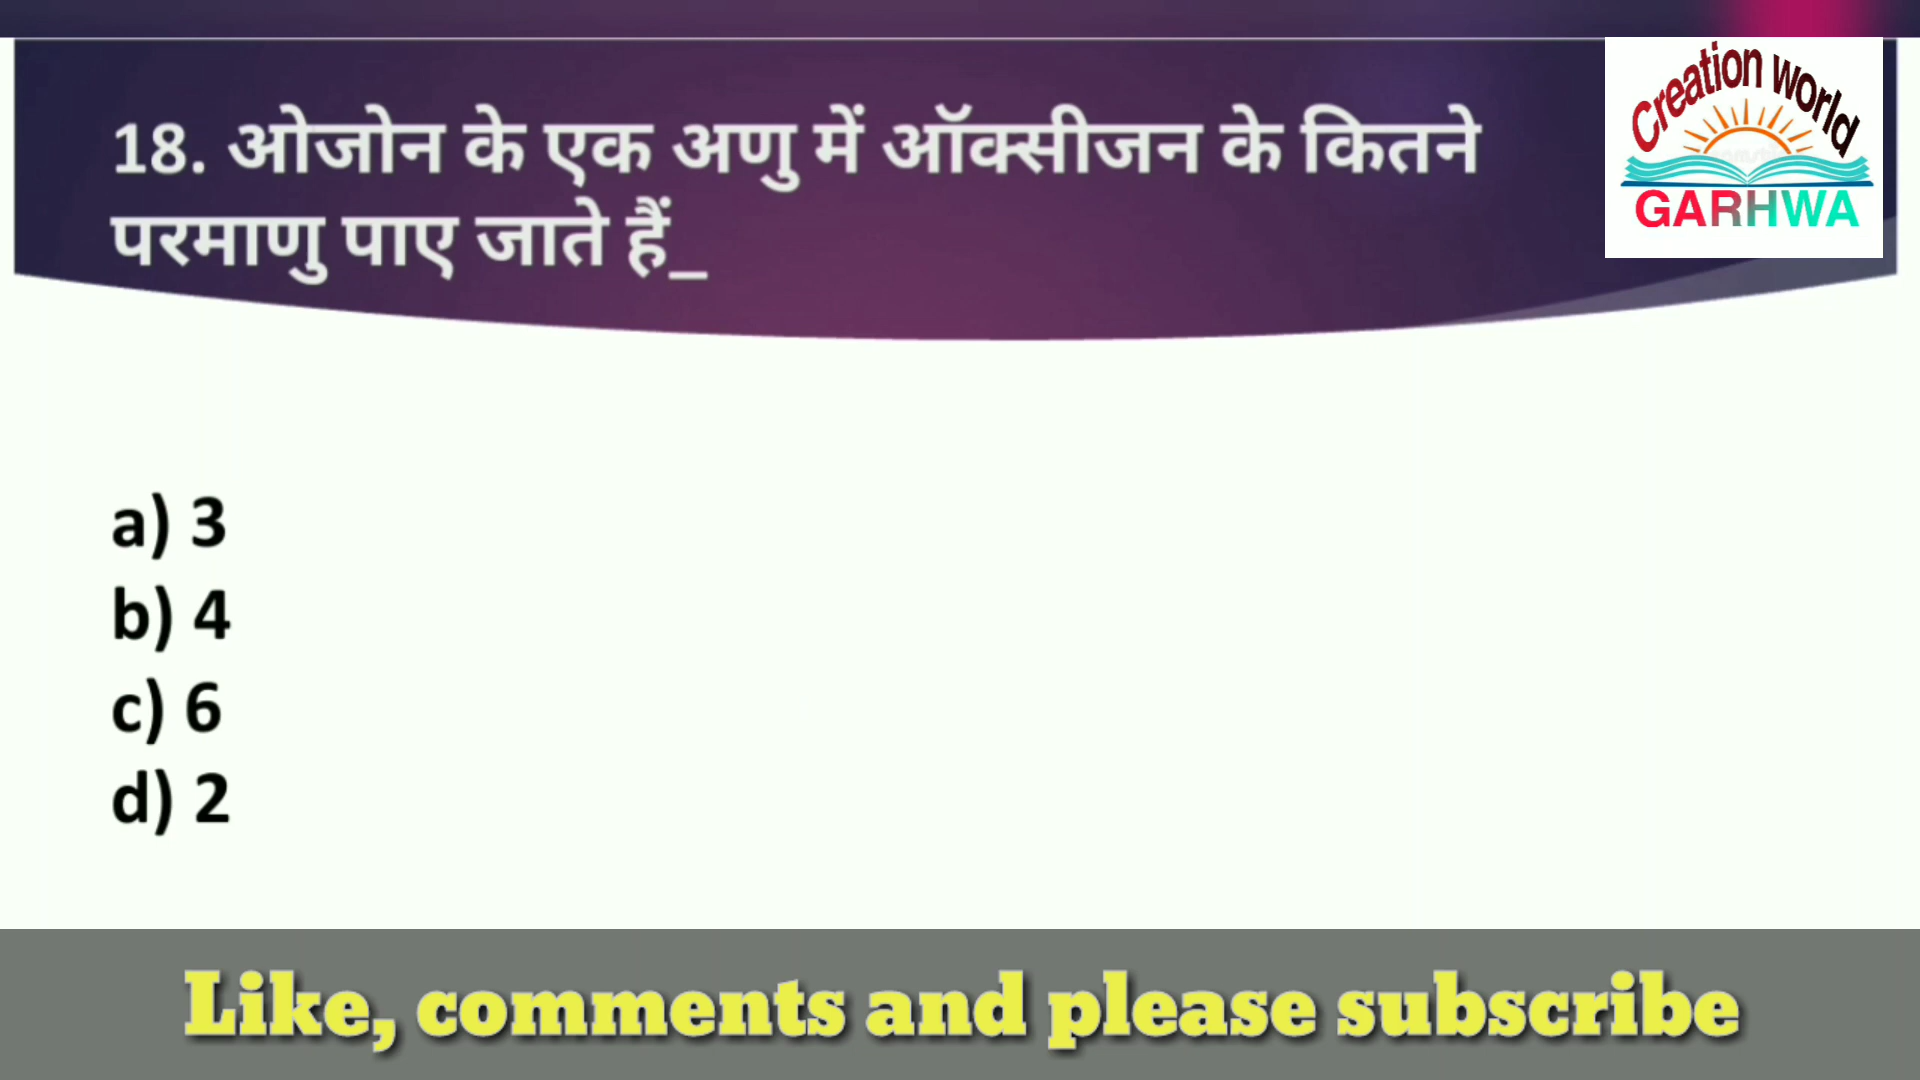 18. ओजोन के एक अणु में ऑक्सीजन के कितने
परमाणु पाए जाते हैं_
Creation world
GARHWA
a) 3
b) 4
c) 6
d) 2
Like, comments and please subscribe